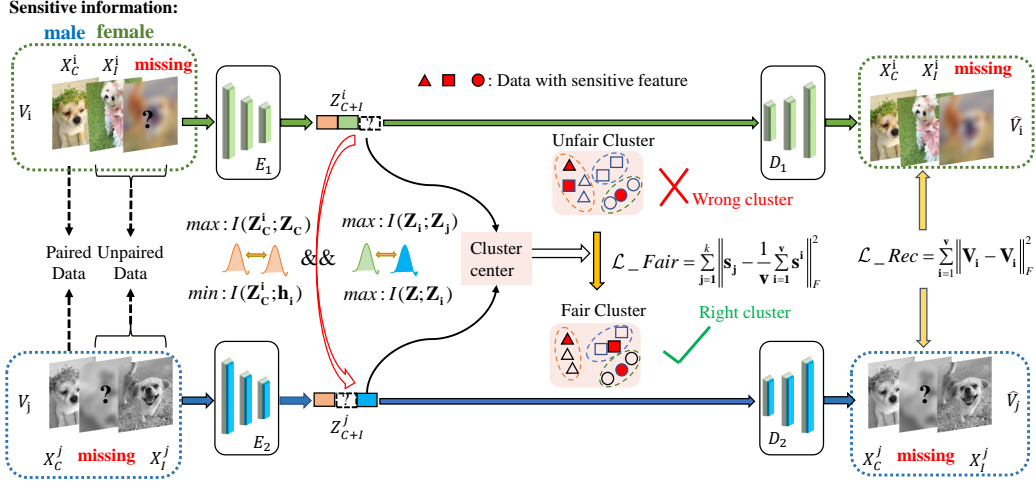 Sensitive information:
male female
X_C^i X_I^i missing
V_i
?
E_1
Z_{C+I}^i
?
▲ ■ ●: Data with sensitive feature
D_1
X_C^i X_I^i missing
V̂_i
Unfair Cluster
Wrong cluster
Paired Data
Unpaired Data
max: I(Z_C^i; Z_C)
&&
min: I(Z_C^i; h_i)
max: I(Z_i; Z_j)
max: I(Z; Z_i)
Cluster center
ℒ_Fair = ∑_{j=1}^{k} ‖s_j − \frac{1}{V} ∑_{i=1}^{v} s^i‖_F^2
ℒ_Rec = ∑_{i=1}^{v} ‖V_i − V_i‖_F^2
Fair Cluster
Right cluster
V_j
?
X_C^j missing X_I^j
E_2
?
Z_{C+I}^j
D_2
V̂_j
?
X_C^j missing X_I^j